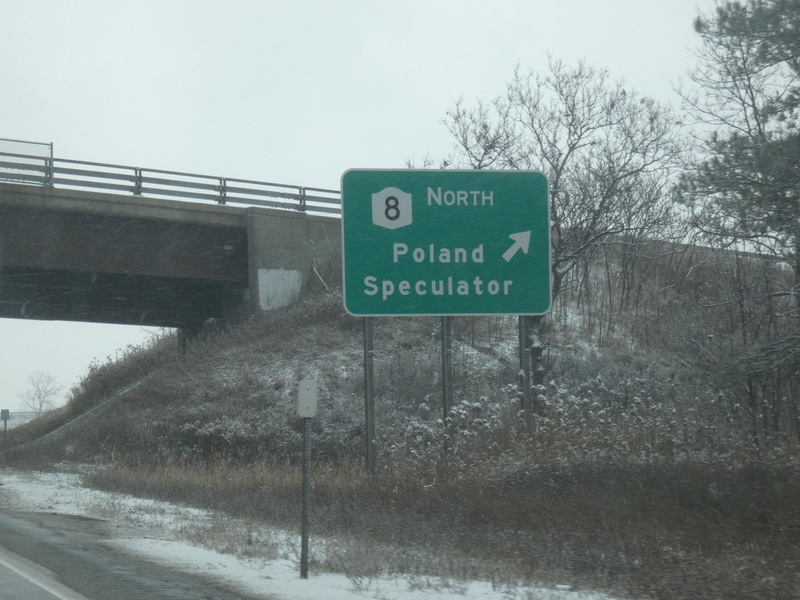 8 NORTH
Poland
Speculator